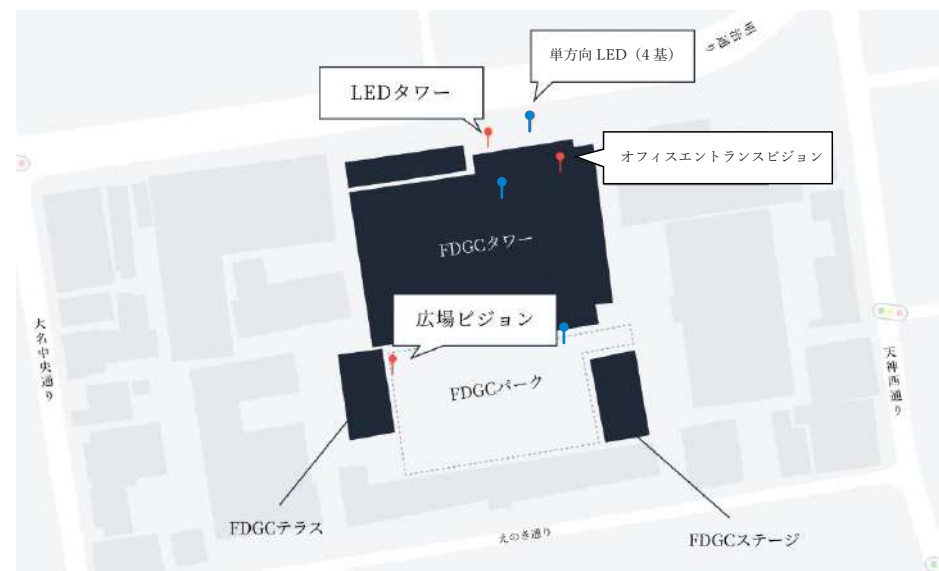 明治通り
単方向 LED（4 基）
LEDタワー
オフィスエントランスビジョン
FDGCタワー
広場ビジョン
大名中央通り
天神西通り
FDGCパーク
FDGCテラス
えのき通り
FDGCステージ